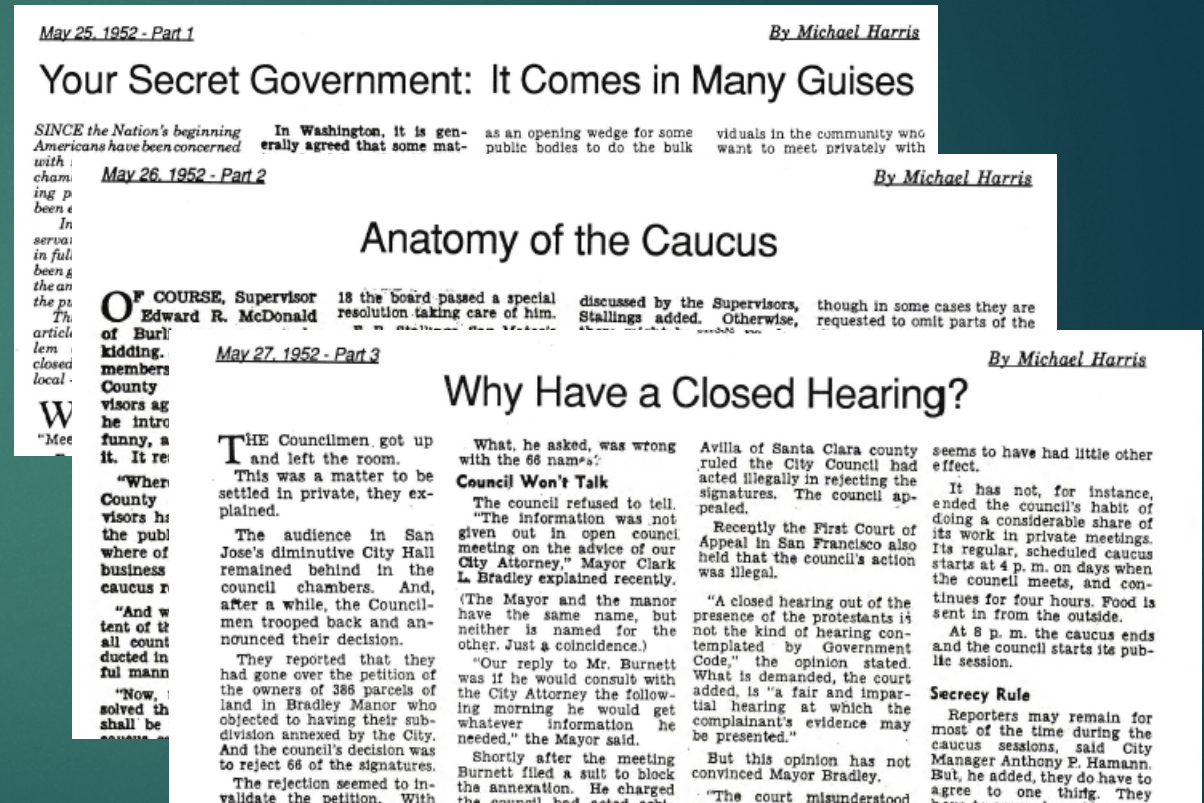 May 25, 1952 - Part 1
By Michael Harris
Your Secret Government: It Comes in Many Guises
SINCE the Nation's beginning
Americans have been concerned
with
cham
ing p
been e
In
serva
in full
been g
the an
the pu
Th
article
lem
closed
local -
W
"Mee
In Washington, it is gen-
erally agreed that some mat-
as an opening wedge for some
public bodies to do the bulk
viduals in the community who
want to meet privately with
May 26, 1952 - Part 2
By Michael Harris
Anatomy of the Caucus
OF COURSE, Supervisor
Edward R. McDonald
of Burl
kidding.
members
County
visors ag
he intro
funny, a
it. It re
"Wher
County
visors ha
the publ
where of
business
caucus r
"And w
tent of th
all count
ducted in
ful mann
"Now,
solved th
shall be
18 the board passed a special
resolution taking care of him.
discussed by the Supervisors,
Stallings added. Otherwise,
though in some cases they are
requested to omit parts of the
May 27, 1952 - Part 3
By Michael Harris
Why Have a Closed Hearing?
THE Councilmen got up
and left the room.
This was a matter to be
settled in private, they ex-
plained.
The audience in San
Jose's diminutive City Hall
remained behind in the
council chambers. And,
after a while, the Council-
men trooped back and an-
nounced their decision.
They reported that they
had gone over the petition of
the owners of 386 parcels of
land in Bradley Manor who
objected to having their sub-
division annexed by the City.
And the council's decision was
to reject 66 of the signatures.
The rejection seemed to in-
validate the petition. With
What, he asked, was wrong
with the 66 names?
Council Won't Talk
The council refused to tell.
"The information was not
given out in open council
meeting on the advice of our
City Attorney," Mayor Clark
L. Bradley explained recently.
(The Mayor and the manor
have the same name, but
neither is named for the
other. Just a coincidence.)
"Our reply to Mr. Burnett
was if he would consult with
the City Attorney the follow-
ing morning he would get
whatever information he
needed," the Mayor said.
Shortly after the meeting
Burnett filed a suit to block
the annexation. He charged
the council had acted
Avilla of Santa Clara county
ruled the City Council had
acted illegally in rejecting the
signatures. The council ap-
pealed.
Recently the First Court of
Appeal in San Francisco also
held that the council's action
was illegal.
"A closed hearing out of the
presence of the protestants is
not the kind of hearing con-
templated by Government
Code," the opinion stated.
What is demanded, the court
added, is "a fair and impar-
tial hearing at which the
complainant's evidence may
be presented."
But this opinion has not
convinced Mayor Bradley.
"The court misunderstood
seems to have had little other
effect.
It has not, for instance,
ended the council's habit of
doing a considerable share of
its work in private meetings.
Its regular, scheduled caucus
starts at 4 p. m. on days when
the council meets, and con-
tinues for four hours. Food is
sent in from the outside.
At 8 p. m. the caucus ends
and the council starts its pub-
lic session.
Secrecy Rule
Reporters may remain for
most of the time during the
caucus sessions, said City
Manager Anthony P. Hamann.
But, he added, they do have to
agree to one thing. They